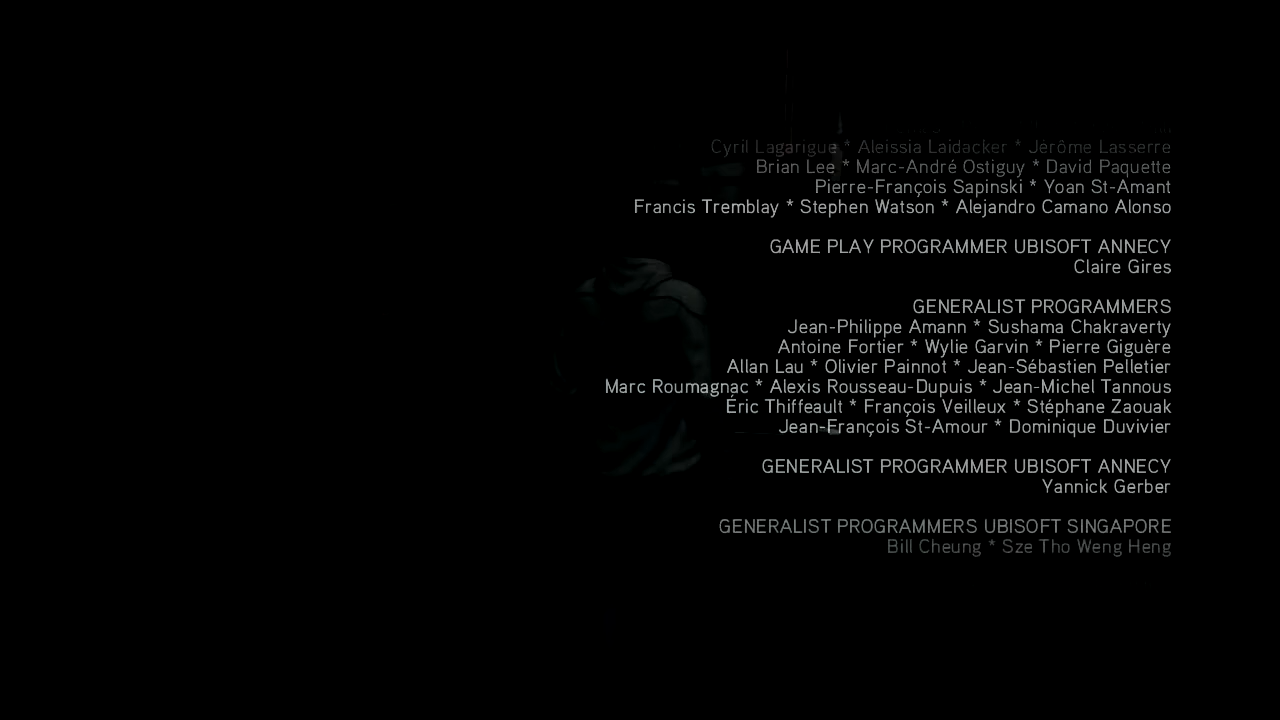 Cyril Lagarigue * Aleissia Laidacker * Jérôme Lasserre
Brian Lee * Marc-André Ostiguy * David Paquette
Pierre-François Sapinski * Yoan St-Amant
Francis Tremblay * Stephen Watson * Alejandro Camano Alonso
GAME PLAY PROGRAMMER UBISOFT ANNECY
Claire Gires
GENERALIST PROGRAMMERS
Jean-Philippe Amann * Sushama Chakraverty
Antoine Fortier * Wylie Garvin * Pierre Giguère
Allan Lau * Olivier Painnot * Jean-Sébastien Pelletier
Marc Roumagnac * Alexis Rousseau-Dupuis * Jean-Michel Tannous
Éric Thiffeault * François Veilleux * Stéphane Zaouak
Jean-François St-Amour * Dominique Duvivier
GENERALIST PROGRAMMER UBISOFT ANNECY
Yannick Gerber
GENERALIST PROGRAMMERS UBISOFT SINGAPORE
Bill Cheung * Sze Tho Weng Heng